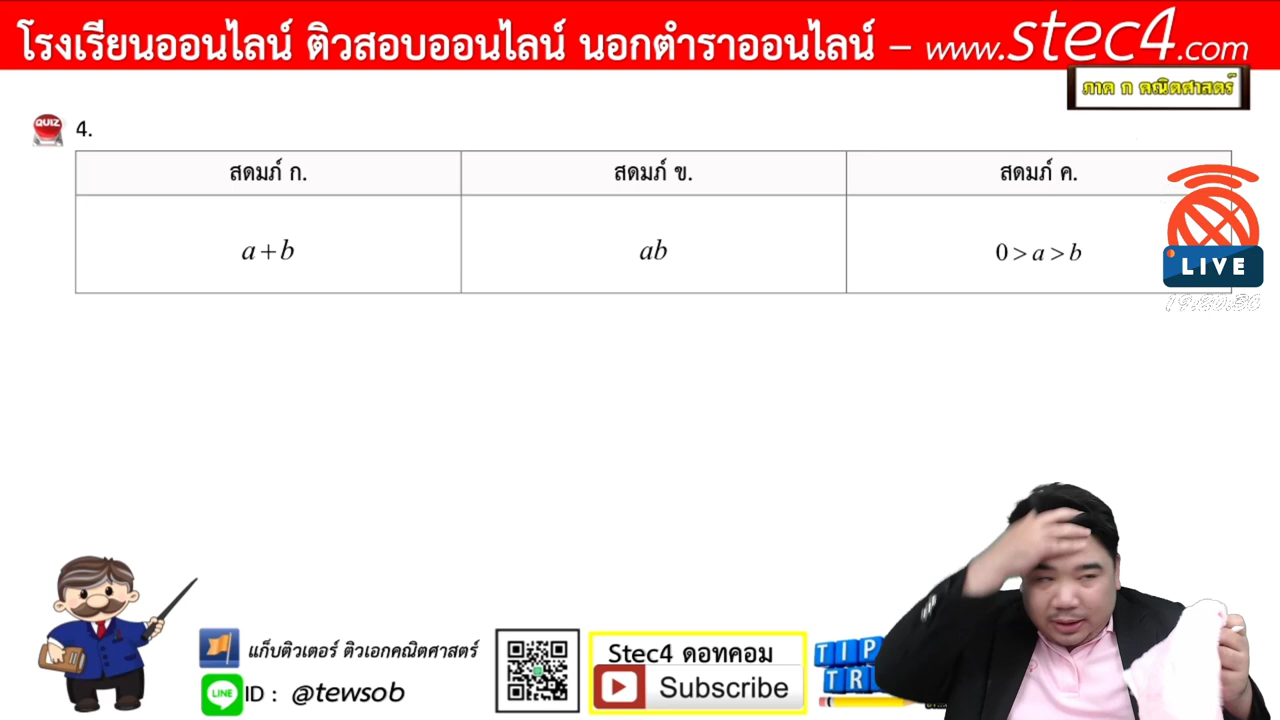 โรงเรียนออนไลน์ ติวสอบออนไลน์ นอกตำราออนไลน์ – www.stec4.com
ภาค ก คณิตศาสตร์
QUIZ 4.
สดมภ์ ก. สดมภ์ ข. สดมภ์ ค.
a+b ab 0>a>b
LIVE
แก็บติวเตอร์ ติวเอกคณิตศาสตร์
LINE ID : @tewsob
Stec4 ดอทคอม
Subscribe
TIP
TR